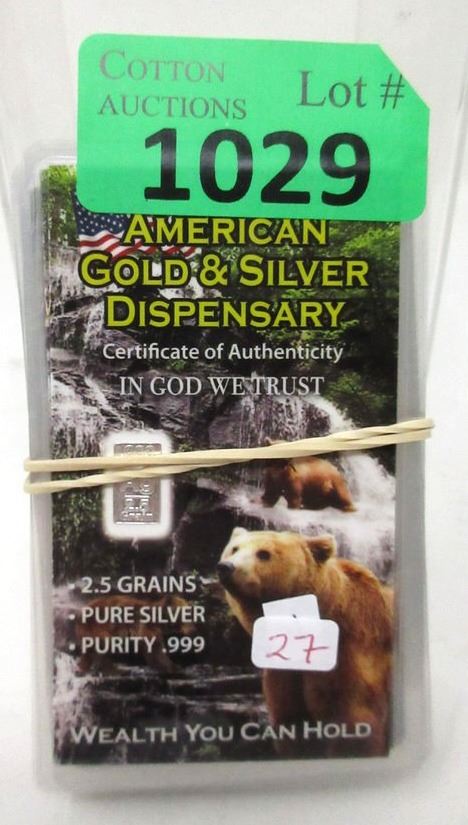 COTTON
AUCTIONS
Lot #
1029
AMERICAN
GOLD & SILVER
DISPENSARY
Certificate of Authenticity
IN GOD WE TRUST
• 2.5 GRAINS
• PURE SILVER
• PURITY .999
27
WEALTH YOU CAN HOLD